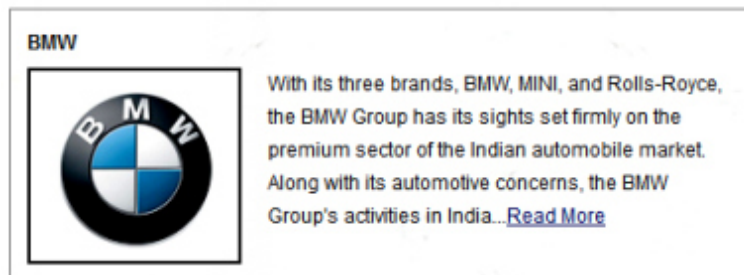 BMW
BMW
With its three brands, BMW, MINI, and Rolls-Royce,
the BMW Group has its sights set firmly on the
premium sector of the Indian automobile market.
Along with its automotive concerns, the BMW
Group's activities in India...Read More